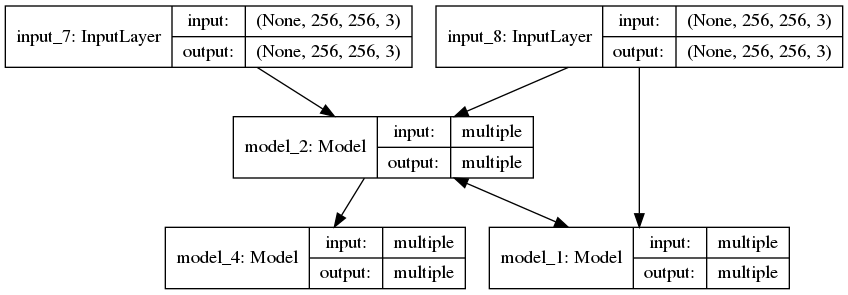 input_7: InputLayer
input: (None, 256, 256, 3)
output: (None, 256, 256, 3)
input_8: InputLayer
input: (None, 256, 256, 3)
output: (None, 256, 256, 3)
model_2: Model
input: multiple
output: multiple
model_4: Model
input: multiple
output: multiple
model_1: Model
input: multiple
output: multiple